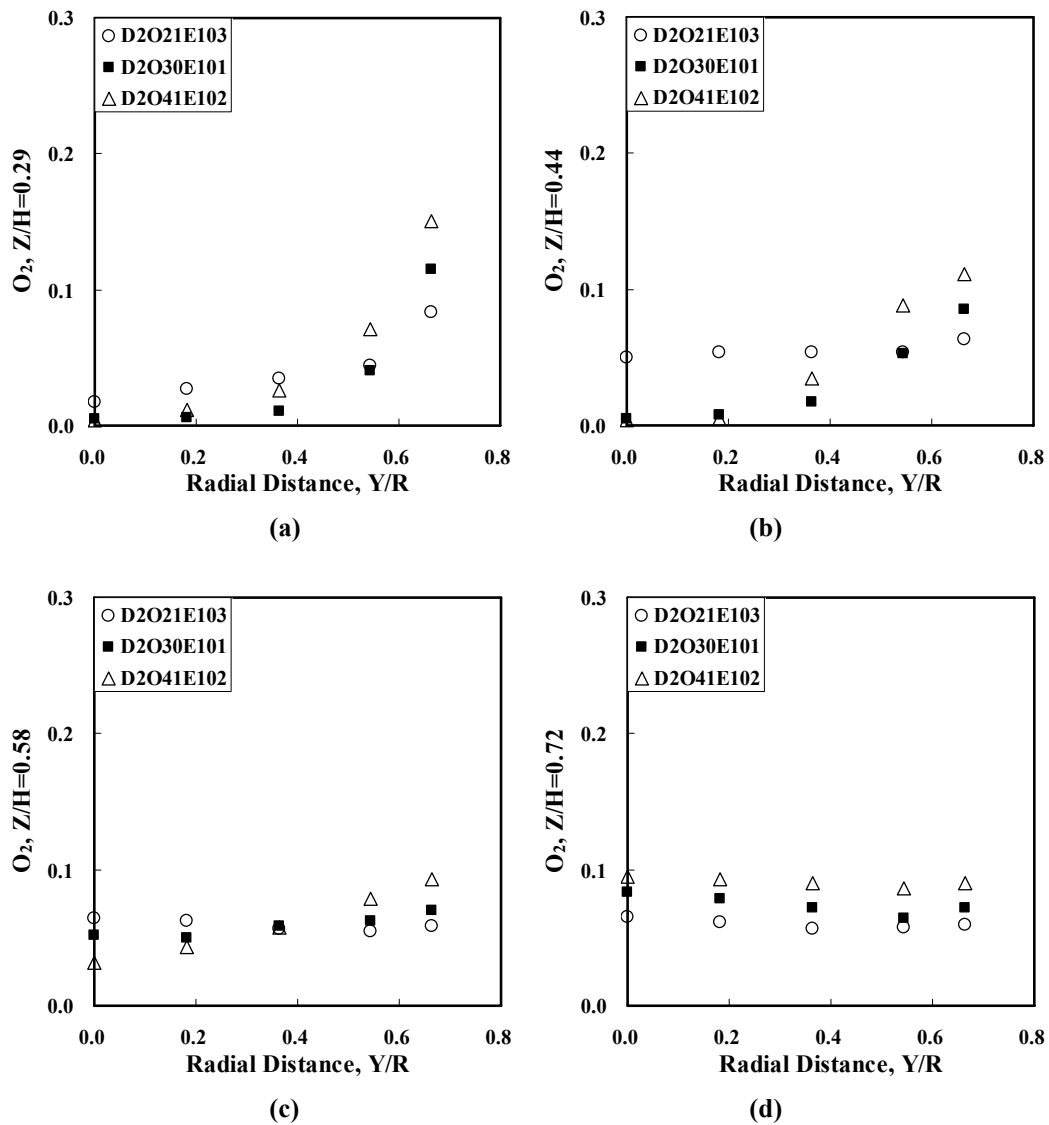 0.3
D2O21E103
D2O30E101
D2O41E102
0.2
0.1
0.0
O₂, Z/H=0.29
0.0 0.2 0.4 0.6 0.8
Radial Distance, Y/R
(a)
0.3
D2O21E103
D2O30E101
D2O41E102
0.2
0.1
0.0
O₂, Z/H=0.44
0.0 0.2 0.4 0.6 0.8
Radial Distance, Y/R
(b)
0.3
D2O21E103
D2O30E101
D2O41E102
0.2
0.1
0.0
O₂, Z/H=0.58
0.0 0.2 0.4 0.6 0.8
Radial Distance, Y/R
(c)
0.3
D2O21E103
D2O30E101
D2O41E102
0.2
0.1
0.0
O₂, Z/H=0.72
0.0 0.2 0.4 0.6 0.8
Radial Distance, Y/R
(d)